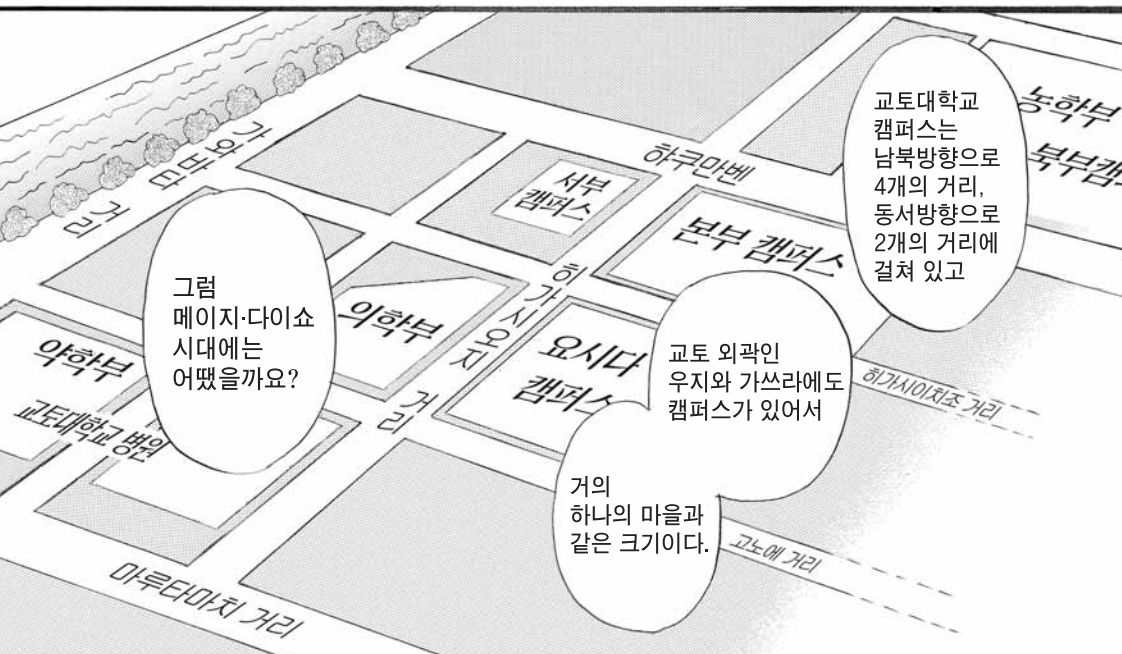 교토대학교
캠퍼스는
남북방향으로
4개의 거리,
동서방향으로
2개의 거리에
걸쳐 있고
교토 외곽인
우지와 가쓰라에도
캠퍼스가 있어서
거의
하나의 마을과
같은 크기이다.
그럼
메이지·다이쇼
시대에는
어땠을까요?
농학부
북부캠
하쿠만벤
가와바타 거리
서부
캠퍼스
본부 캠퍼스
히가시오지 거리
의학부
요시다
캠퍼스
약학부
교토대학교 병원
히가시이치조 거리
고노에 거리
마루타마치 거리